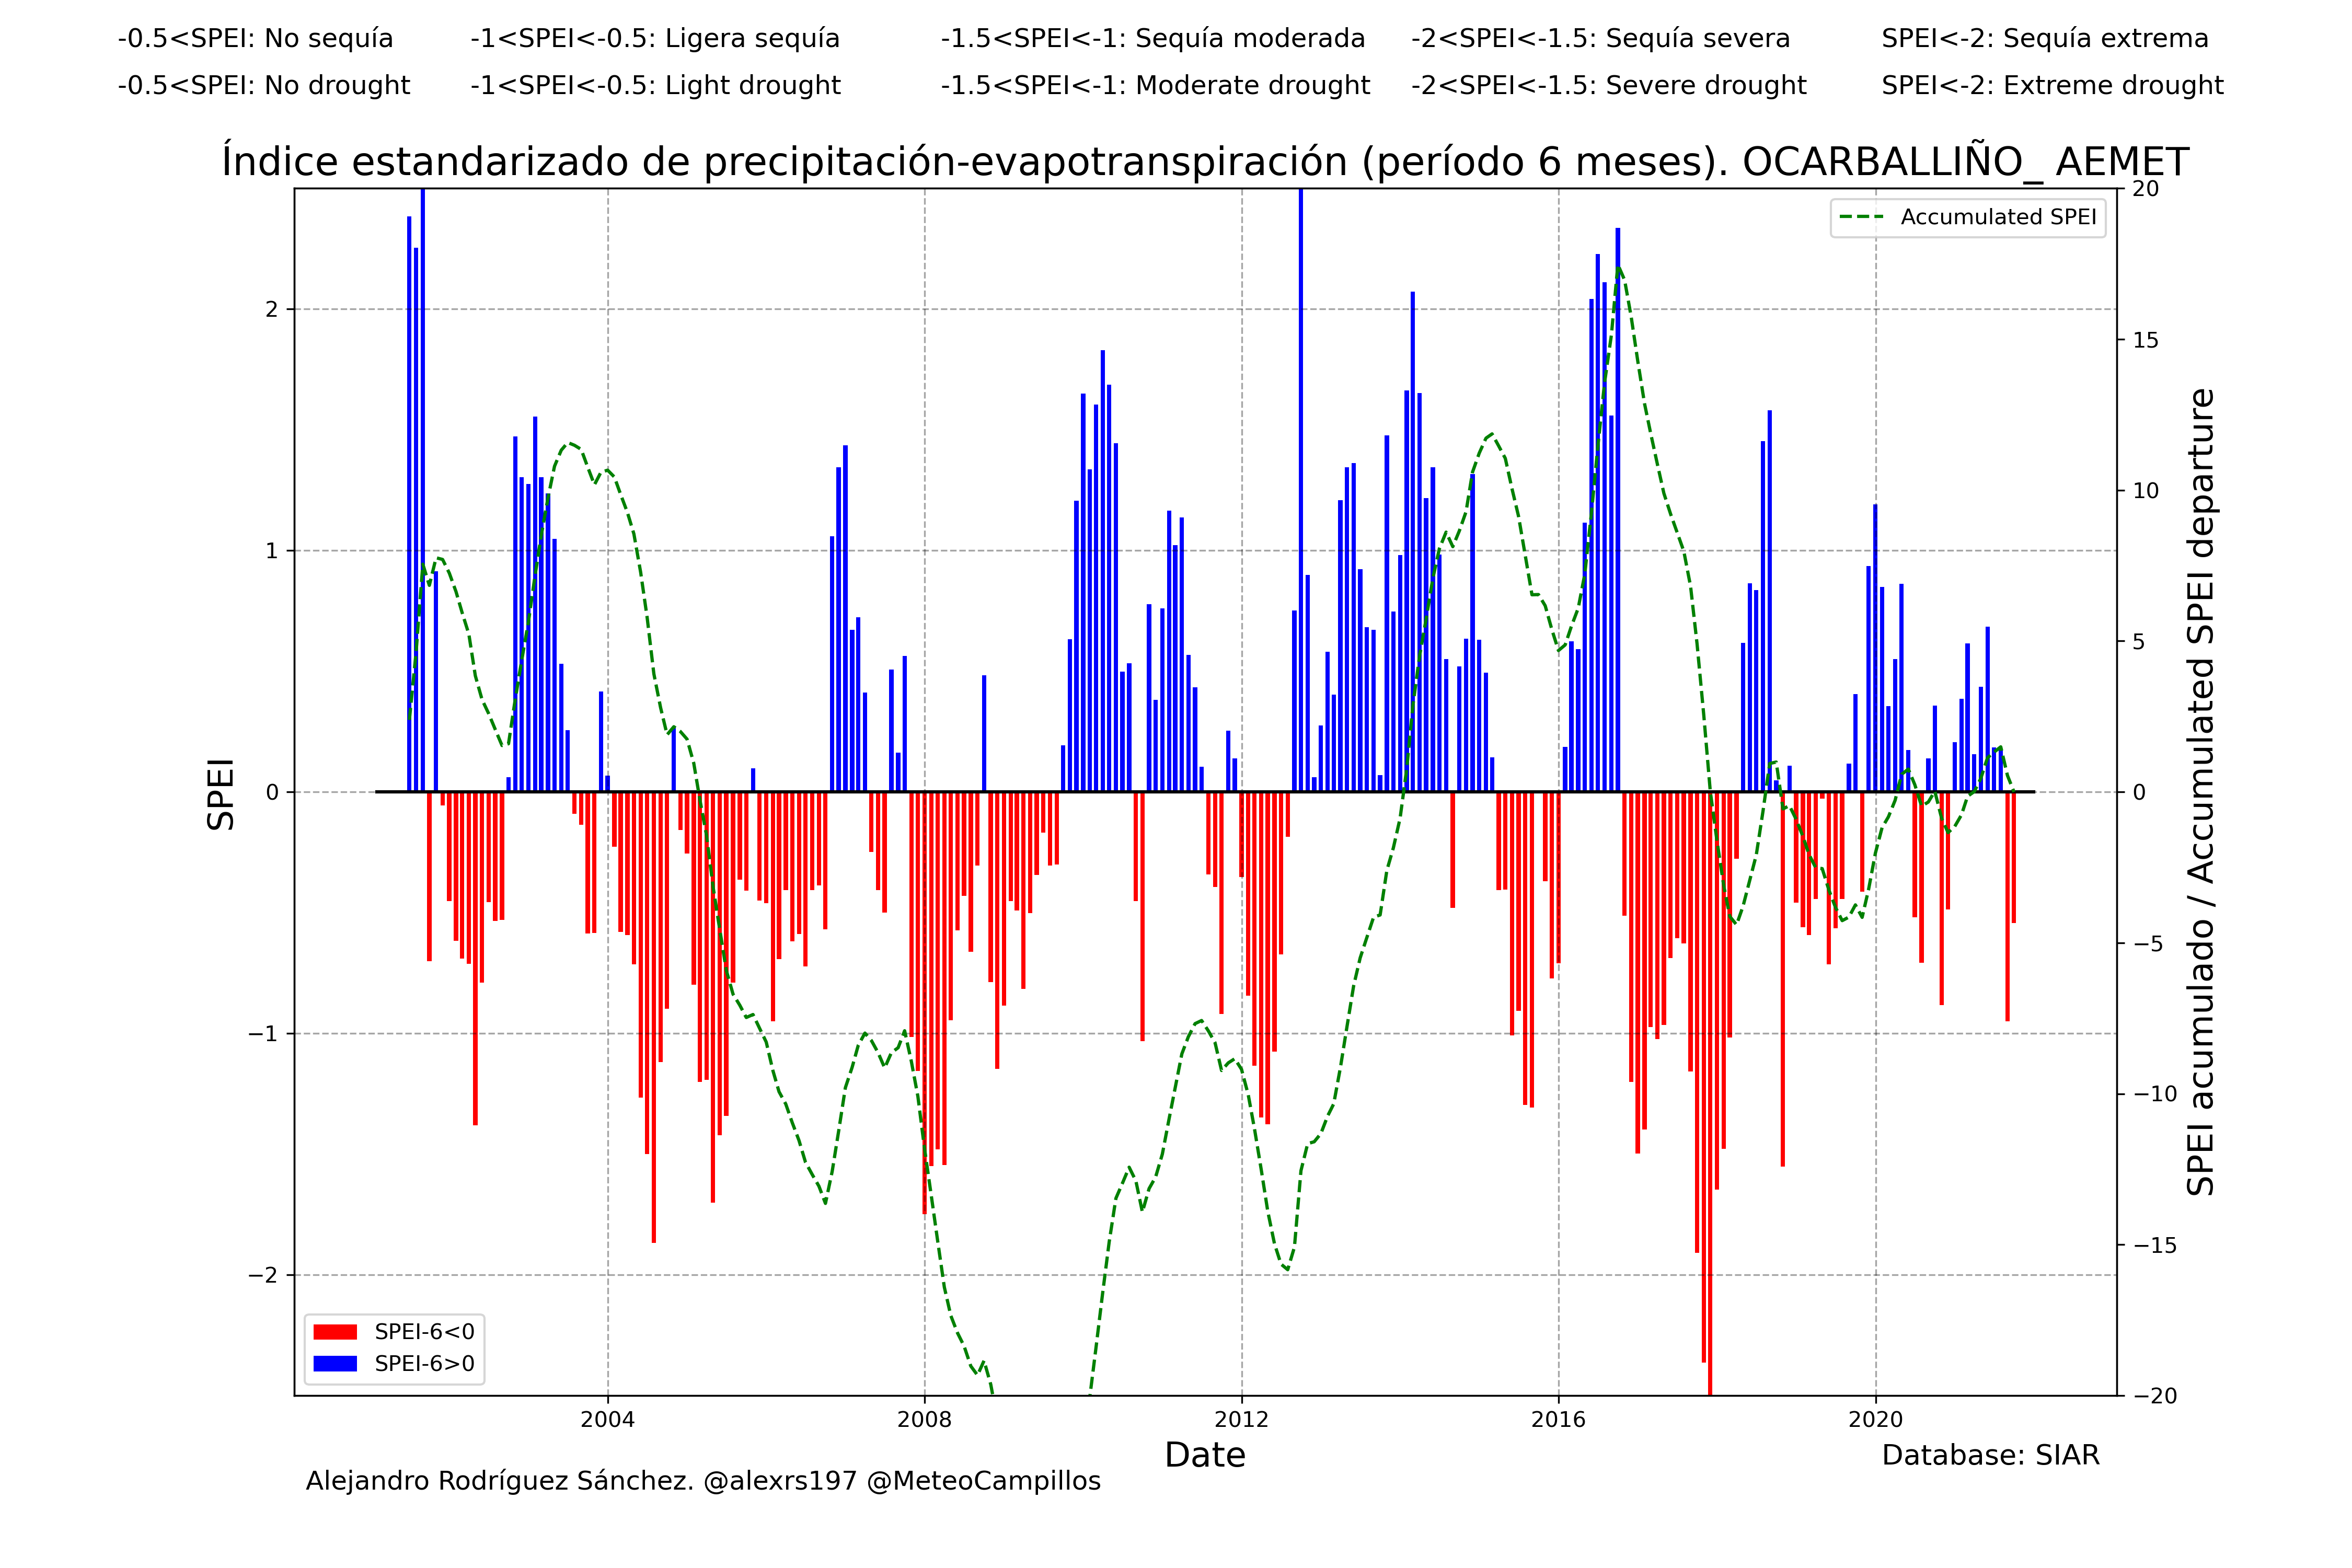 -0.5<SPEI: No sequía -1<SPEI<-0.5: Ligera sequía -1.5<SPEI<-1: Sequía moderada -2<SPEI<-1.5: Sequía severa SPEI<-2: Sequía extrema
-0.5<SPEI: No drought -1<SPEI<-0.5: Light drought -1.5<SPEI<-1: Moderate drought -2<SPEI<-1.5: Severe drought SPEI<-2: Extreme drought
Índice estandarizado de precipitación-evapotranspiración (período 6 meses). OCARBALLIÑO_ AEMET
Accumulated SPEI
SPEI
2
1
0
−1
−2
20
15
10
5
0
−5
−10
−15
−20
SPEI acumulado / Accumulated SPEI departure
SPEI-6<0
SPEI-6>0
2004 2008 2012 2016 2020
Date
Database: SIAR
Alejandro Rodríguez Sánchez. @alexrs197 @MeteoCampillos